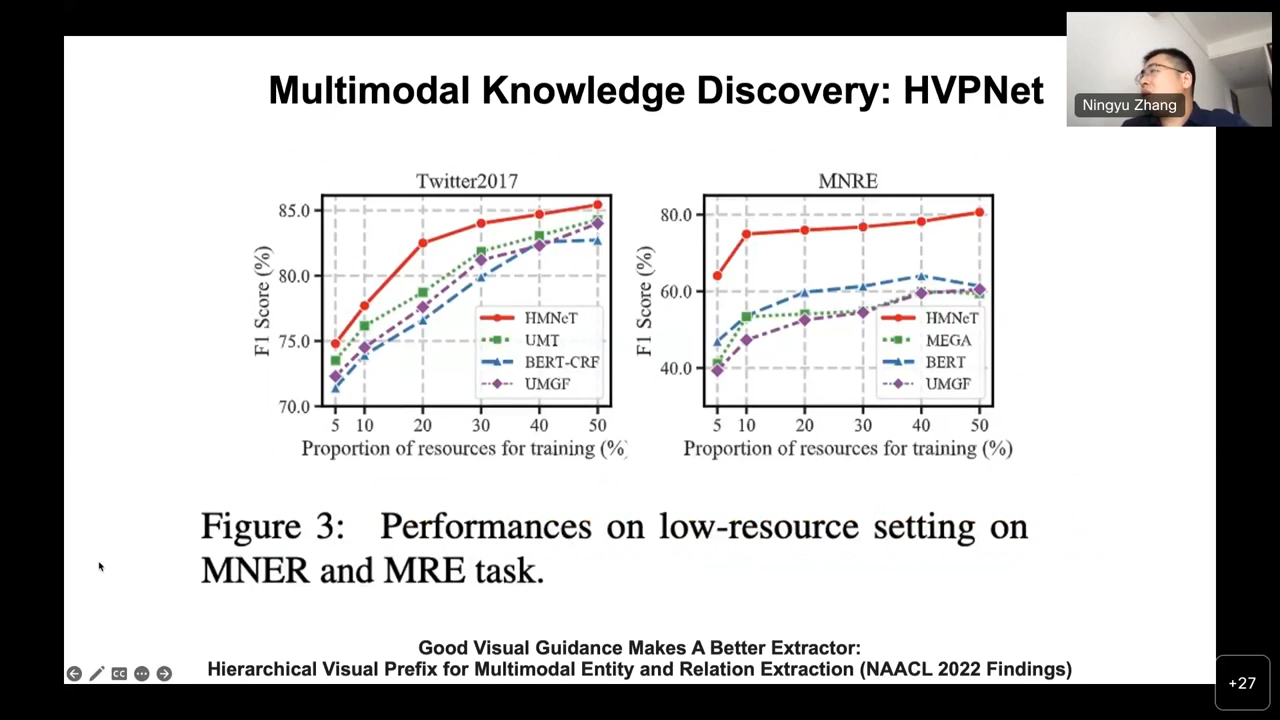 Multimodal Knowledge Discovery: HVPNet
Ningyu Zhang
Twitter2017
85.0
80.0
75.0
70.0
F1 Score (%)
HMNeT
UMT
BERT-CRF
UMGF
5 10 20 30 40 50
Proportion of resources for training (%)
MNRE
80.0
60.0
40.0
F1 Score (%)
HMNeT
MEGA
BERT
UMGF
5 10 20 30 40 50
Proportion of resources for training (%)
Figure 3: Performances on low-resource setting on
MNER and MRE task.
Good Visual Guidance Makes A Better Extractor:
Hierarchical Visual Prefix for Multimodal Entity and Relation Extraction (NAACL 2022 Findings)
CC
+27